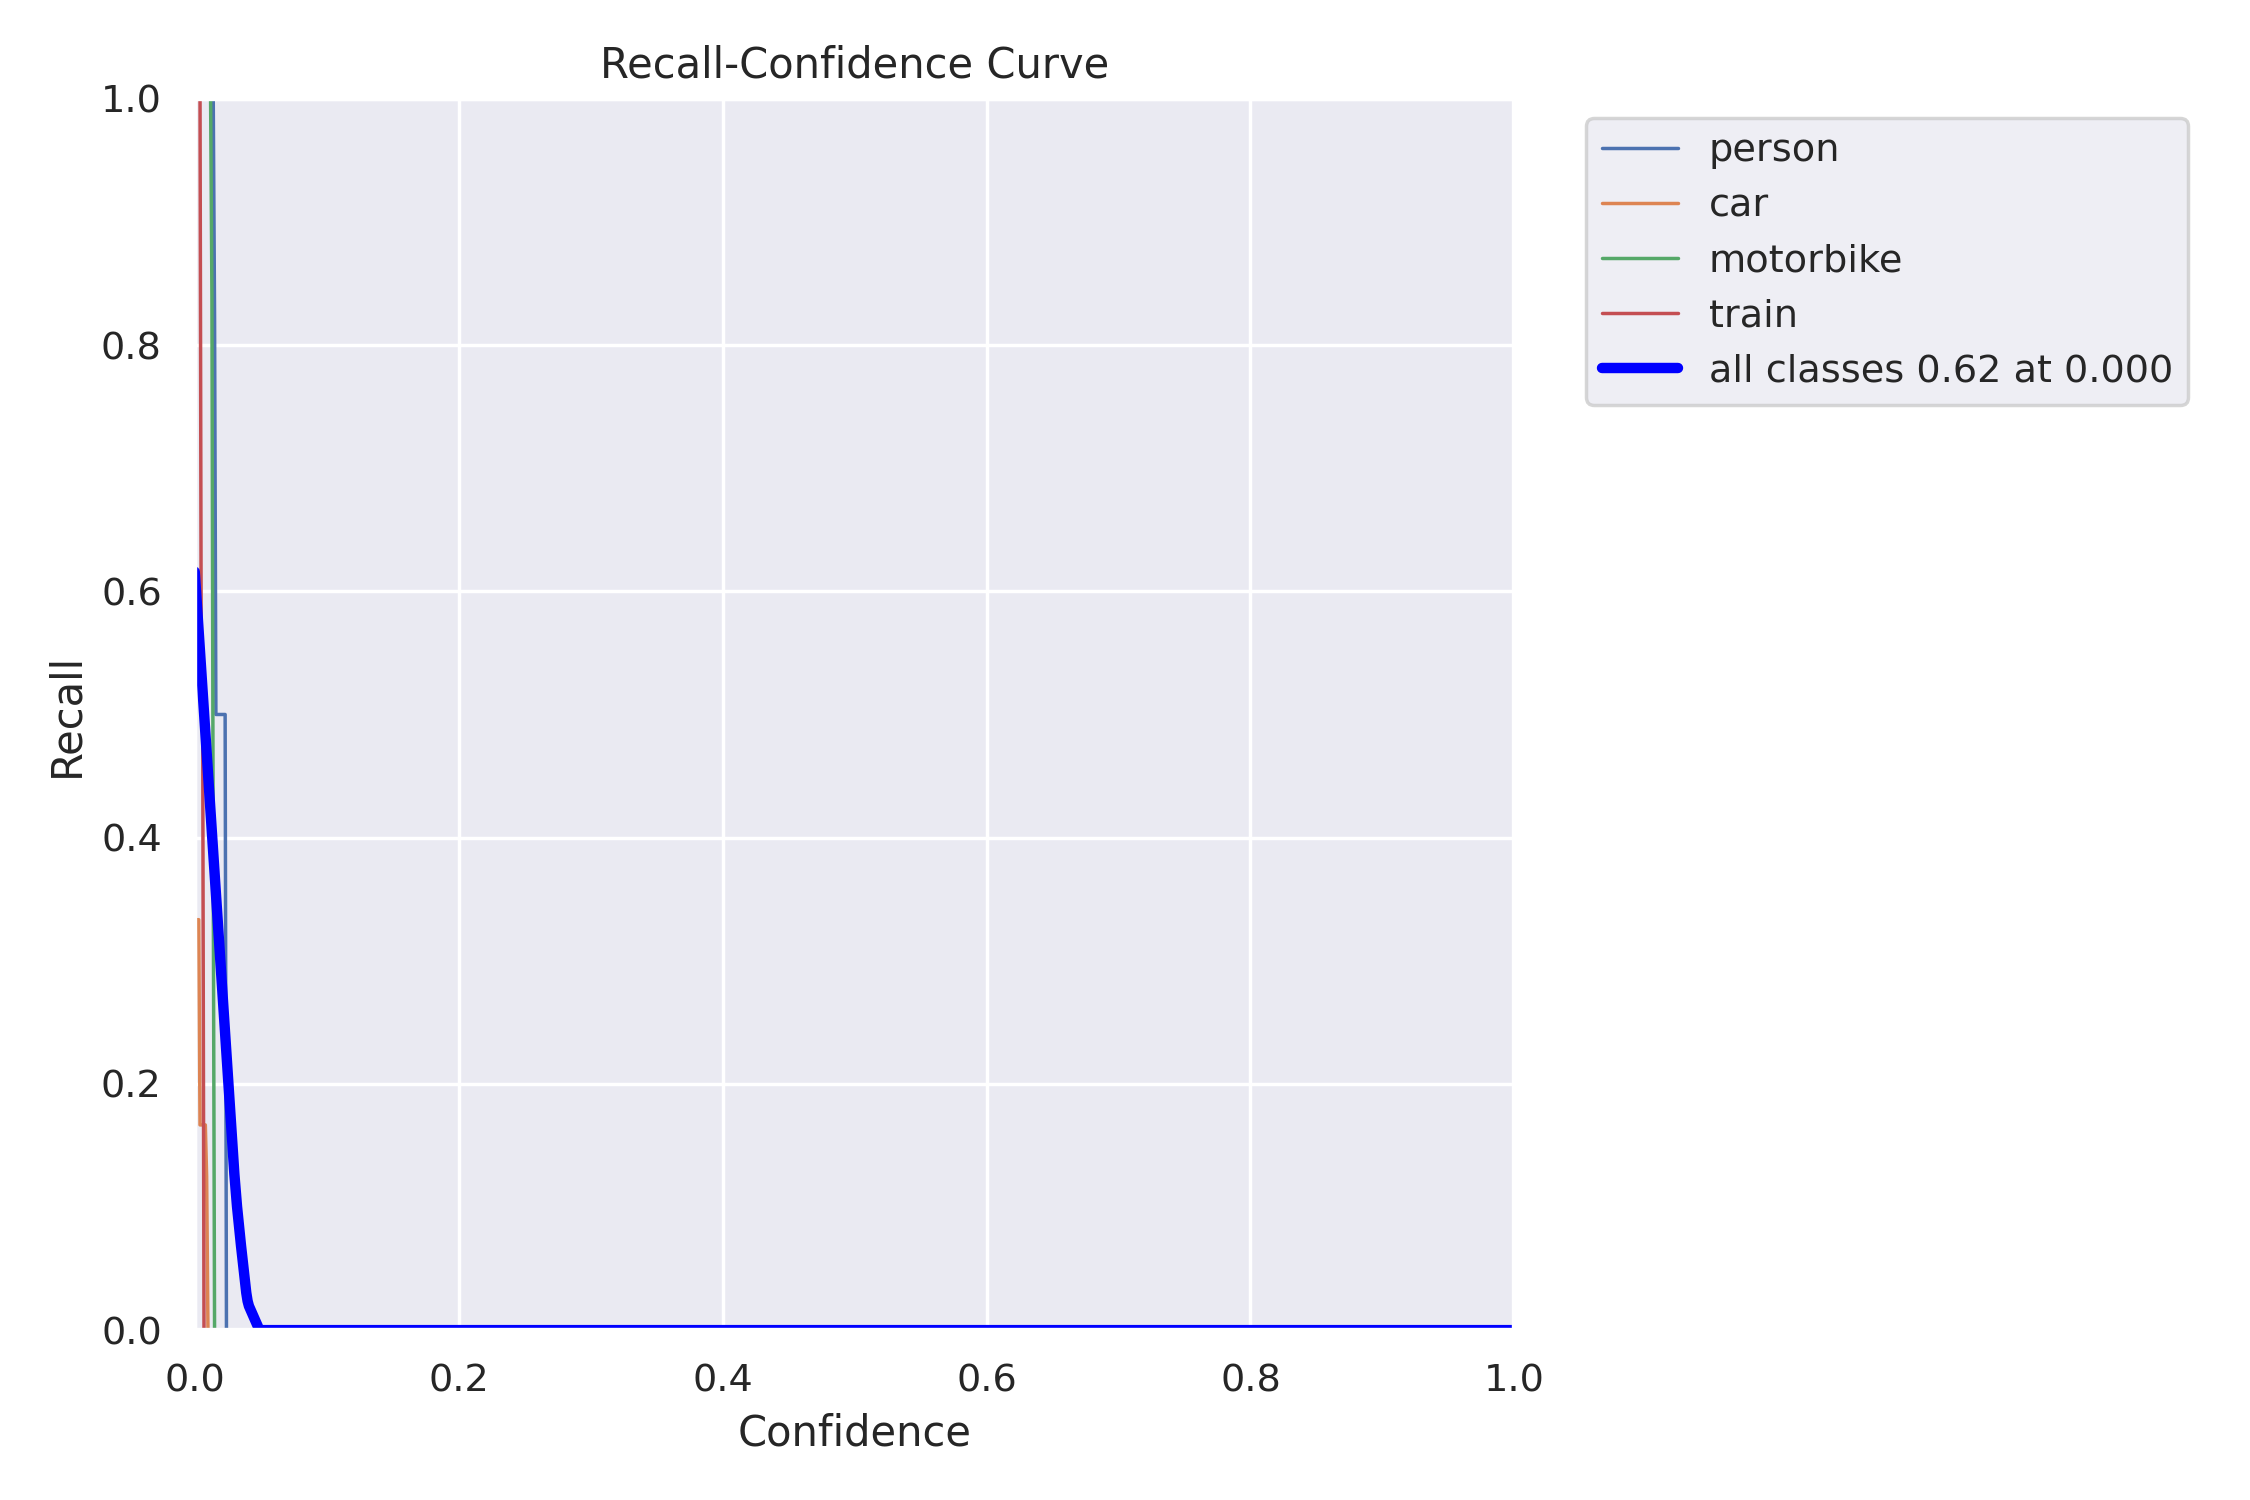 Recall-Confidence Curve
1.0
0.8
0.6
0.4
0.2
0.0
Recall
0.0 0.2 0.4 0.6 0.8 1.0
Confidence
person
car
motorbike
train
all classes 0.62 at 0.000